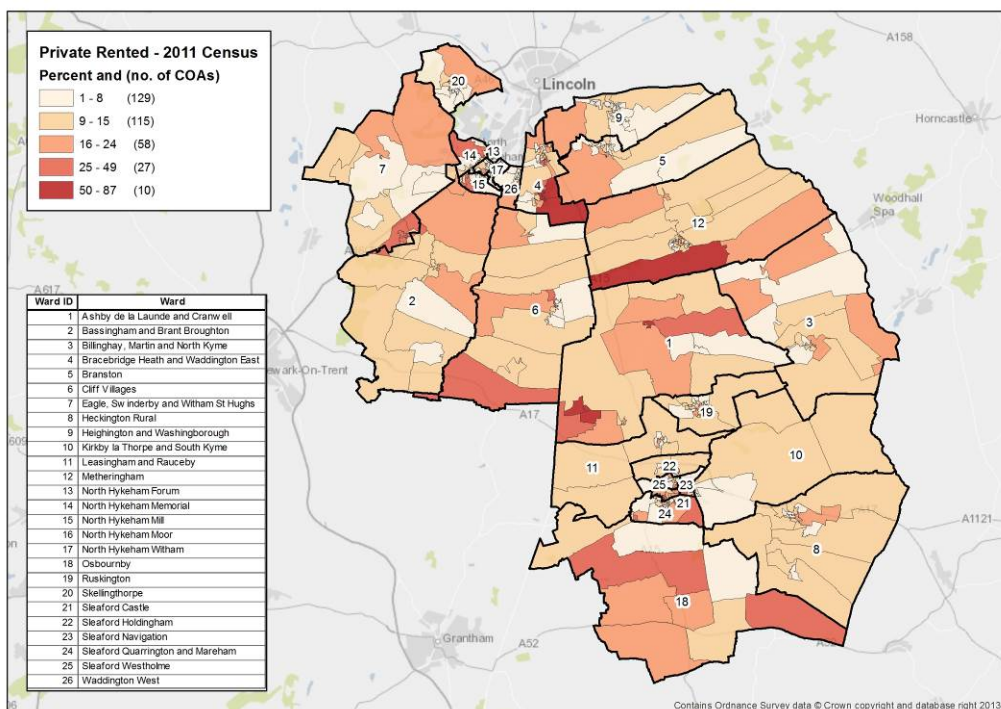 Private Rented - 2011 Census
Percent and (no. of COAs)
1 - 8 (129)
9 - 15 (115)
16 - 24 (58)
25 - 49 (27)
50 - 87 (10)
A158
Lincoln
Horncastle
Woodhall
Spa
20
9
14
13
17
15
26
4
5
7
12
A617
2
6
3
1
ewark-On-Trent
A17
19
11
10
22
25
23
21
24
8
A1121
18
Grantham
A52
Ward ID Ward
1 Ashby de la Launde and Cranwell
2 Bassingham and Brant Broughton
3 Billinghay, Martin and North Kyme
4 Bracebridge Heath and Waddington East
5 Branston
6 Cliff Villages
7 Eagle, Swinderby and Witham St Hughs
8 Heckington Rural
9 Heighington and Washingborough
10 Kirkby la Thorpe and South Kyme
11 Leasingham and Rauceby
12 Metheringham
13 North Hykeham Forum
14 North Hykeham Memorial
15 North Hykeham Mill
16 North Hykeham Moor
17 North Hykeham Witham
18 Osbournby
19 Ruskington
20 Skellingthorpe
21 Sleaford Castle
22 Sleaford Holdingham
23 Sleaford Navigation
24 Sleaford Quarrington and Mareham
25 Sleaford Westholme
26 Waddington West
Contains Ordnance Survey data © Crown copyright and database right 2013